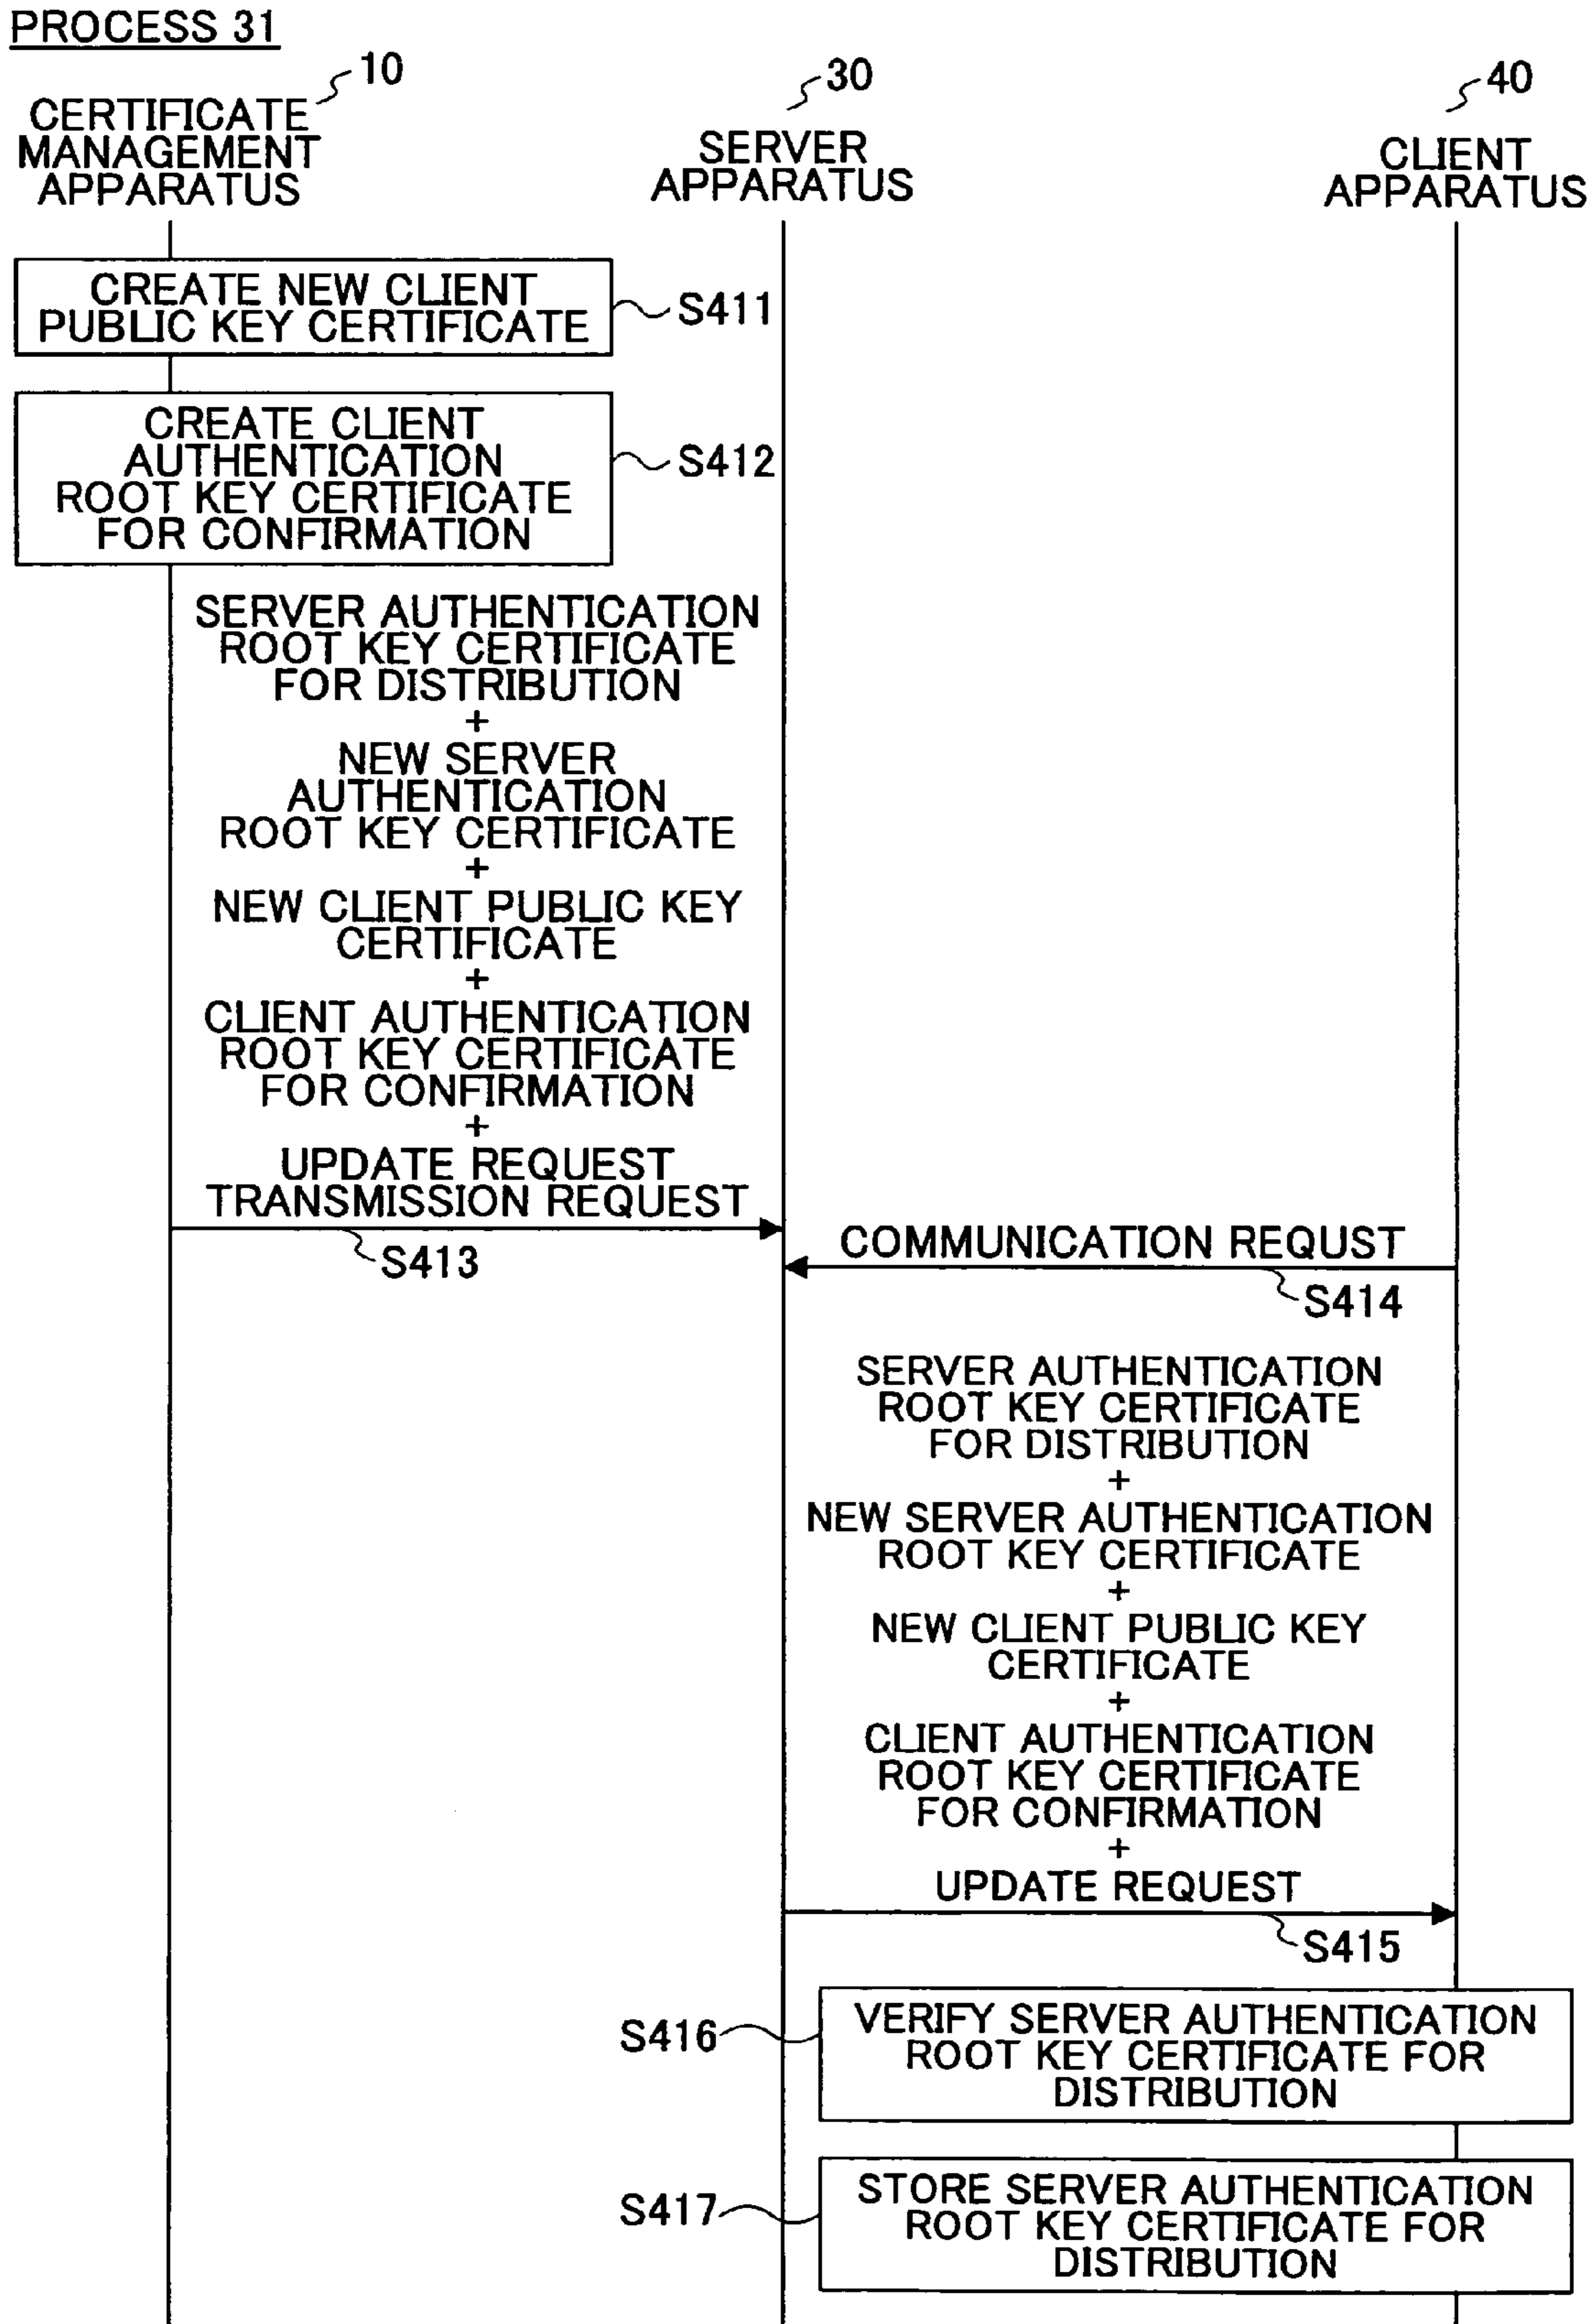 PROCESS 31
10
CERTIFICATE
MANAGEMENT
APPARATUS
30
SERVER
APPARATUS
40
CLIENT
APPARATUS
CREATE NEW CLIENT
PUBLIC KEY CERTIFICATE
S411
CREATE CLIENT
AUTHENTICATION
ROOT KEY CERTIFICATE
FOR CONFIRMATION
S412
SERVER AUTHENTICATION
ROOT KEY CERTIFICATE
FOR DISTRIBUTION
+
NEW SERVER
AUTHENTICATION
ROOT KEY CERTIFICATE
+
NEW CLIENT PUBLIC KEY
CERTIFICATE
+
CLIENT AUTHENTICATION
ROOT KEY CERTIFICATE
FOR CONFIRMATION
+
UPDATE REQUEST
TRANSMISSION REQUEST
S413
COMMUNICATION REQUST
S414
SERVER AUTHENTICATION
ROOT KEY CERTIFICATE
FOR DISTRIBUTION
+
NEW SERVER AUTHENTICATION
ROOT KEY CERTIFICATE
+
NEW CLIENT PUBLIC KEY
CERTIFICATE
+
CLIENT AUTHENTICATION
ROOT KEY CERTIFICATE
FOR CONFIRMATION
+
UPDATE REQUEST
S415
S416
VERIFY SERVER AUTHENTICATION
ROOT KEY CERTIFICATE FOR
DISTRIBUTION
S417
STORE SERVER AUTHENTICATION
ROOT KEY CERTIFICATE FOR
DISTRIBUTION